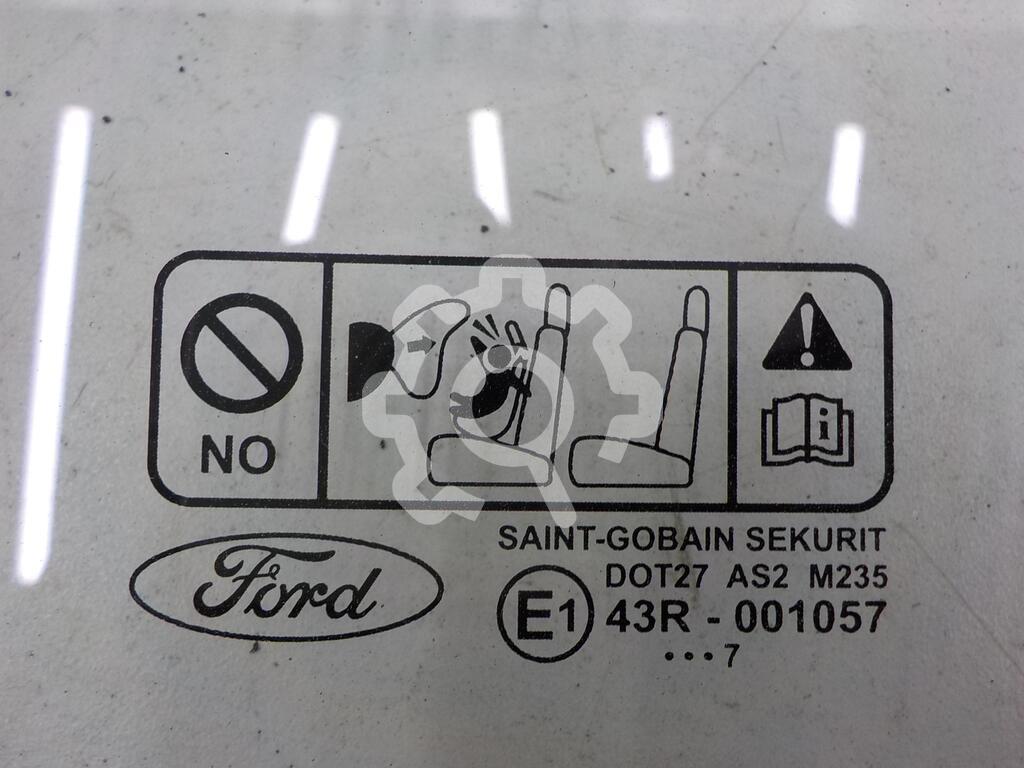 NO
i
Ford
SAINT-GOBAIN SEKURIT
DOT27 AS2 M235
E1 43R - 001057
•••7